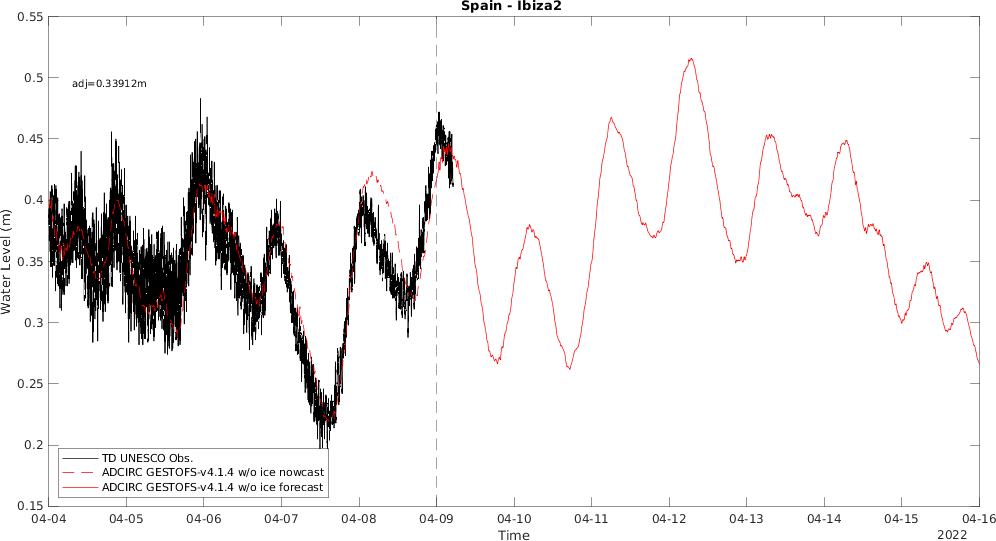 Spain - Ibiza2
adj=0.33912m
Water Level (m)
0.55
0.5
0.45
0.4
0.35
0.3
0.25
0.2
0.15
TD UNESCO Obs.
ADCIRC GESTOFS-v4.1.4 w/o ice nowcast
ADCIRC GESTOFS-v4.1.4 w/o ice forecast
04-04 04-05 04-06 04-07 04-08 04-09 04-10 04-11 04-12 04-13 04-14 04-15 04-16
Time
2022